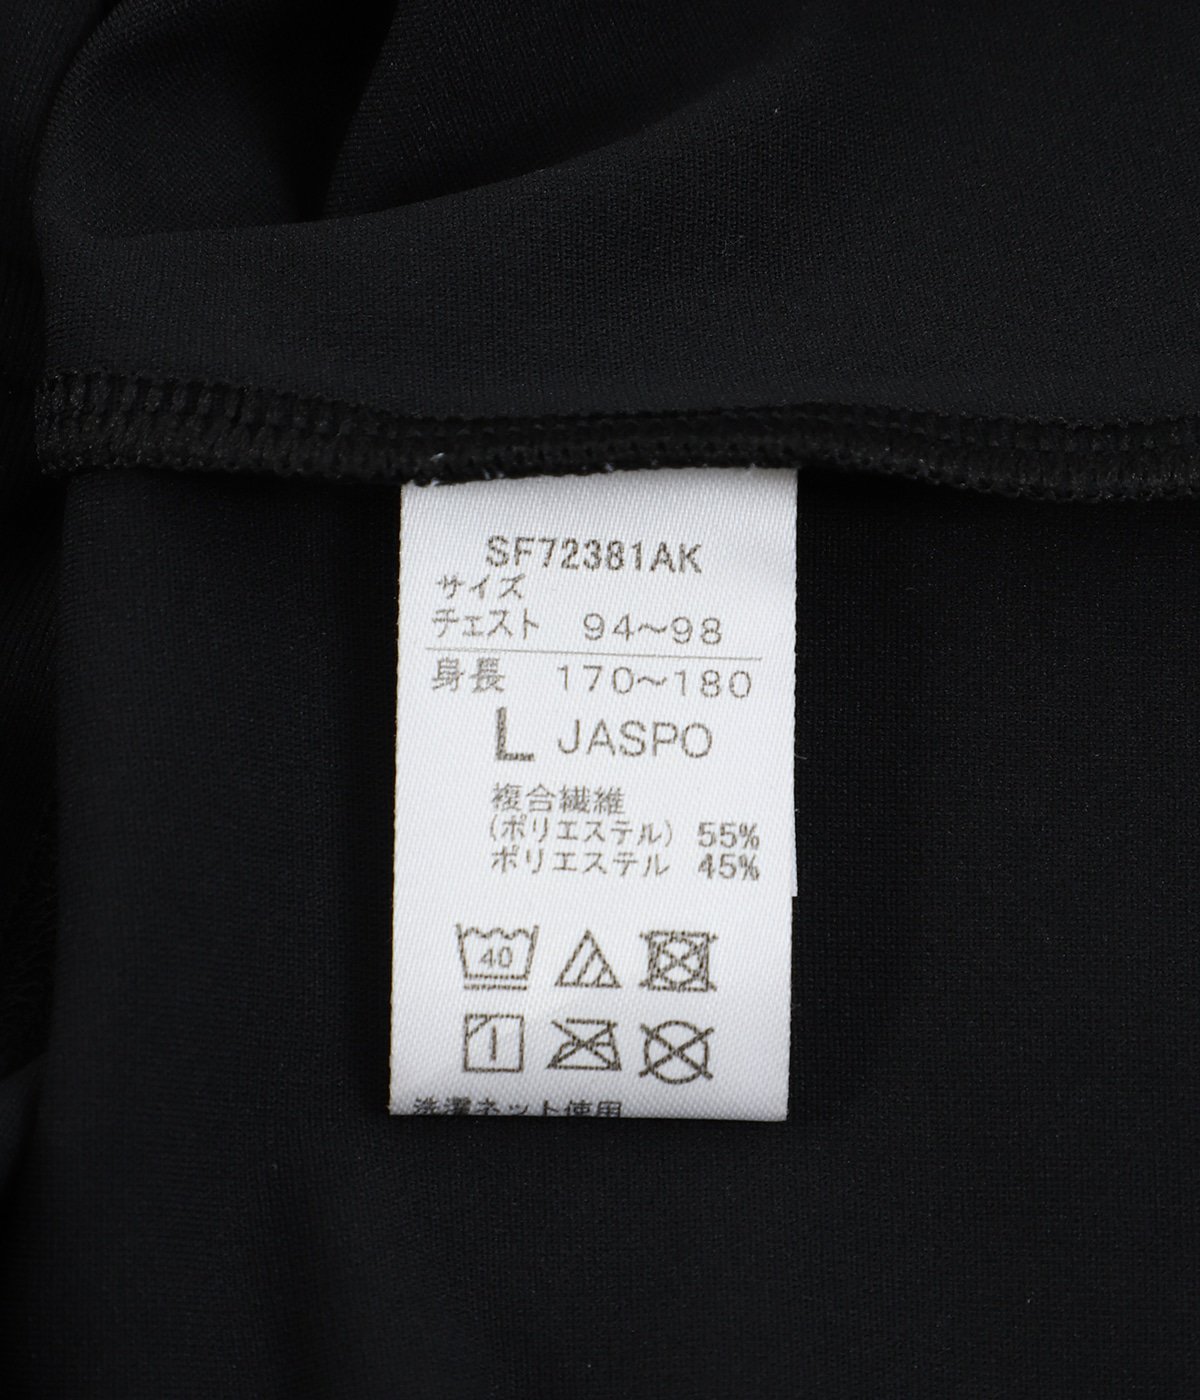 SF72381AK
サイズ
チェスト 94～98
身長 170～180
L JASPO
複合繊維
(ポリエステル) 55%
ポリエステル 45%
40
洗濯ネット使用